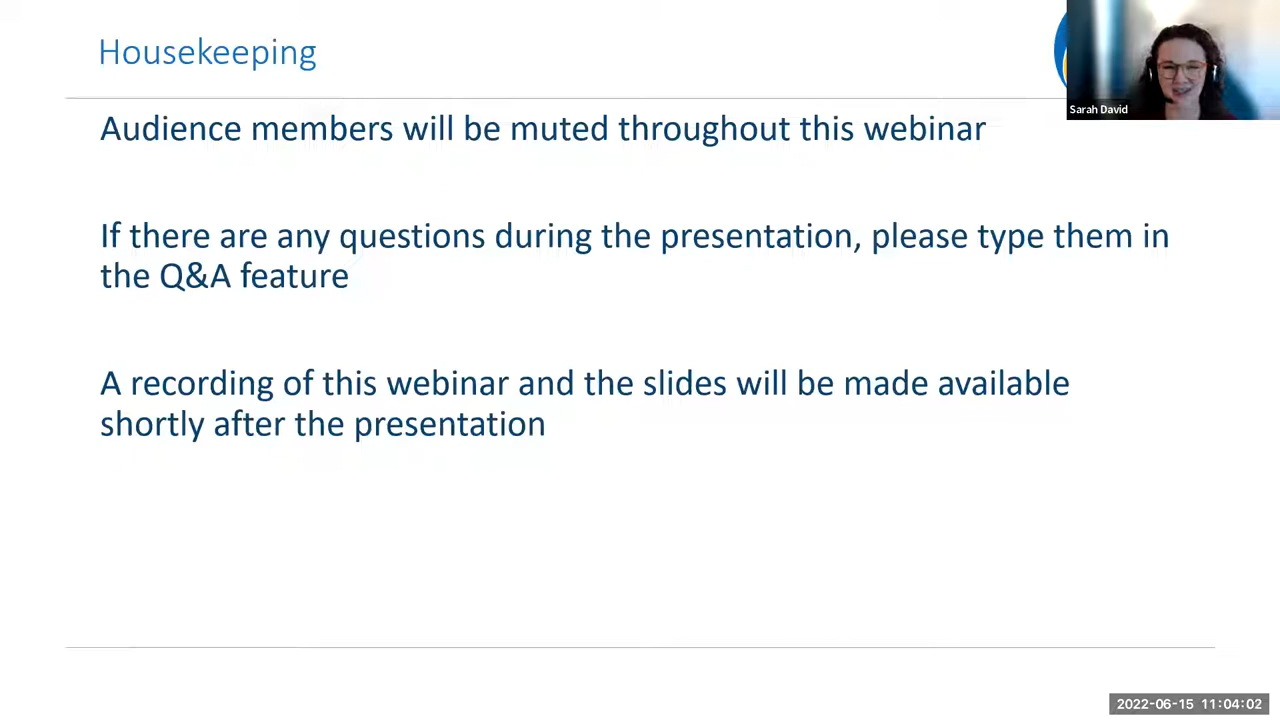 Housekeeping
Sarah David
Audience members will be muted throughout this webinar
If there are any questions during the presentation, please type them in
the Q&A feature
A recording of this webinar and the slides will be made available
shortly after the presentation
2022-06-15 11:04:02